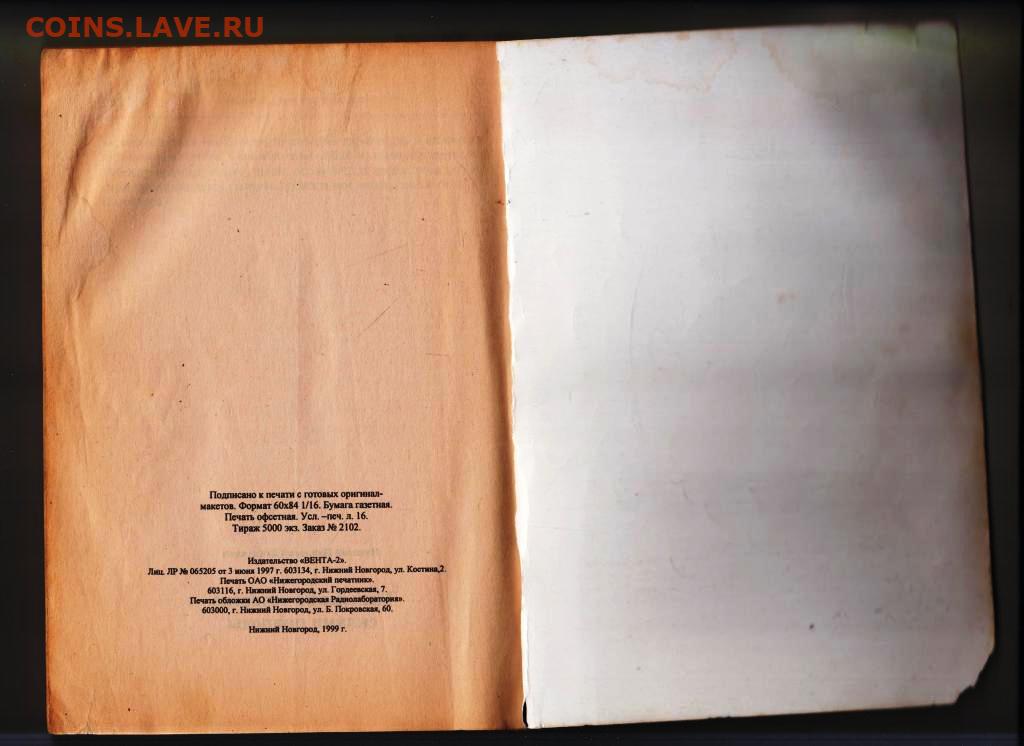 COINS.LAVE.RU
Подписано к печати с готовых оригинал-
макетов. Формат 60х84 1/16. Бумага газетная.
Печать офсетная. Усл. –печ. л. 16.
Тираж 5000 экз. Заказ № 2102.
Издательство «ВЕНТА-2».
Лиц. ЛР № 065205 от 3 июня 1997 г. 603134, г. Нижний Новгород, ул. Костина,2.
Печать ОАО «Нижегородский печатник».
603116, г. Нижний Новгород, ул. Гордеевская, 7.
Печать обложки АО «Нижегородская Радиолаборатория».
603000, г. Нижний Новгород, ул. Б. Покровская, 60.
Нижний Новгород, 1999 г.